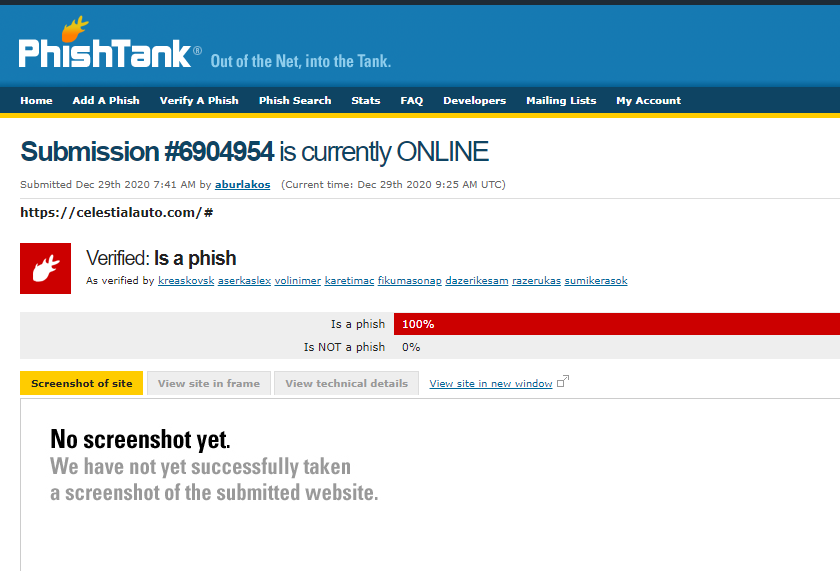 PhishTank® Out of the Net, into the Tank.
Home Add A Phish Verify A Phish Phish Search Stats FAQ Developers Mailing Lists My Account
Submission #6904954 is currently ONLINE
Submitted Dec 29th 2020 7:41 AM by aburlakos (Current time: Dec 29th 2020 9:25 AM UTC)
https://celestialauto.com/#
Verified: Is a phish
As verified by kreaskovsk aserkaslex volinimer karetimac fikumasonap dazerikesam razerukas sumikerasok
Is a phish 100%
Is NOT a phish 0%
Screenshot of site View site in frame View technical details View site in new window
No screenshot yet.
We have not yet successfully taken
a screenshot of the submitted website.